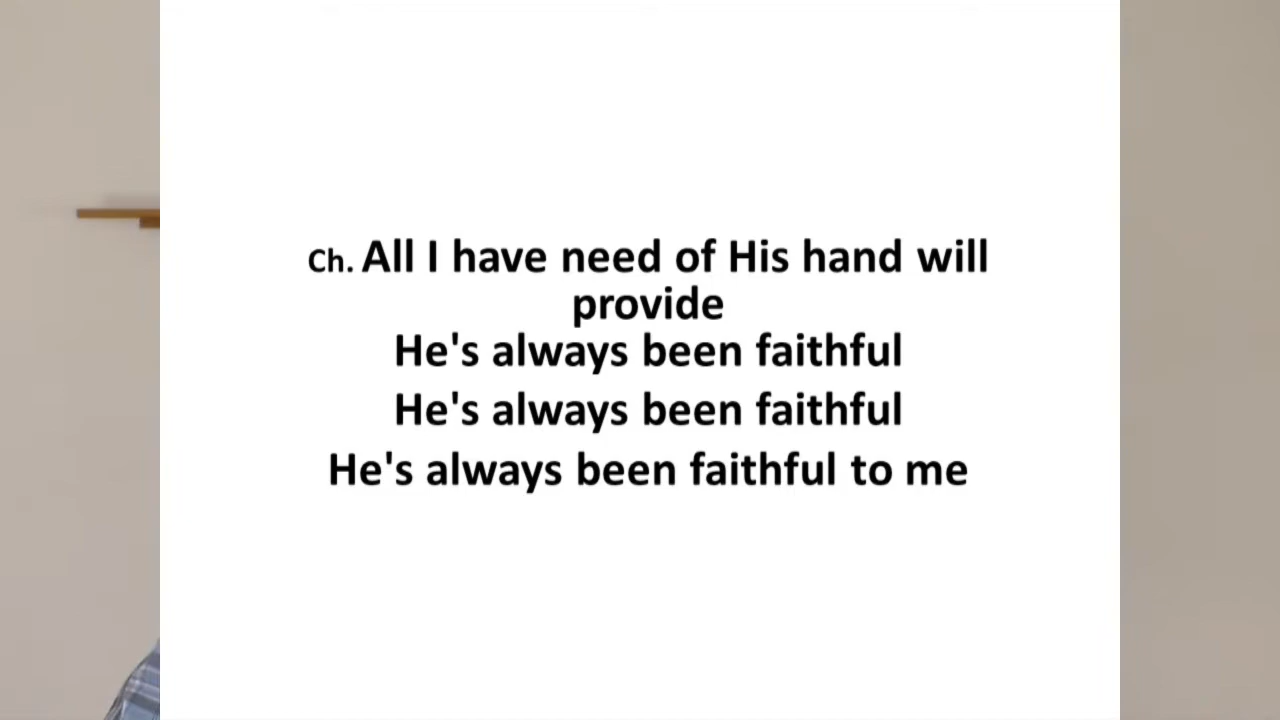 Ch. All I have need of His hand will
provide
He's always been faithful
He's always been faithful
He's always been faithful to me